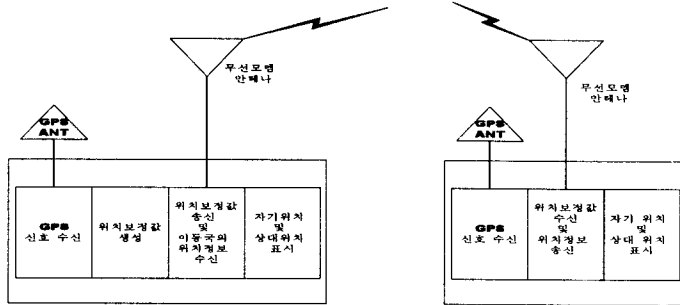 무선모뎀
안테나
GPS
ANT
GPS
신호 수신
위치보정값
생성
위치보정값
송신
및
이동국의
위치정보
수신
자기위치
및
상대위치
표시
무선모뎀
안테나
GPS
ANT
GPS
신호 수신
위치보정값
수신
및
위치정보
송신
자기 위치
및
상대 위치
표시